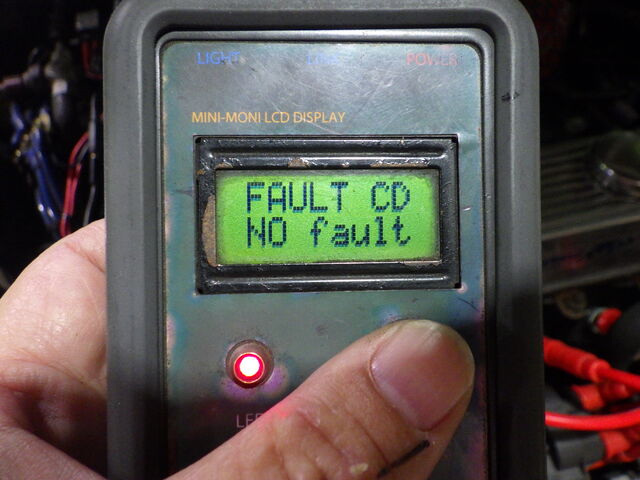 LIGHT POWER
MINI-MONI LCD DISPLAY
FAULT CD
NO fault